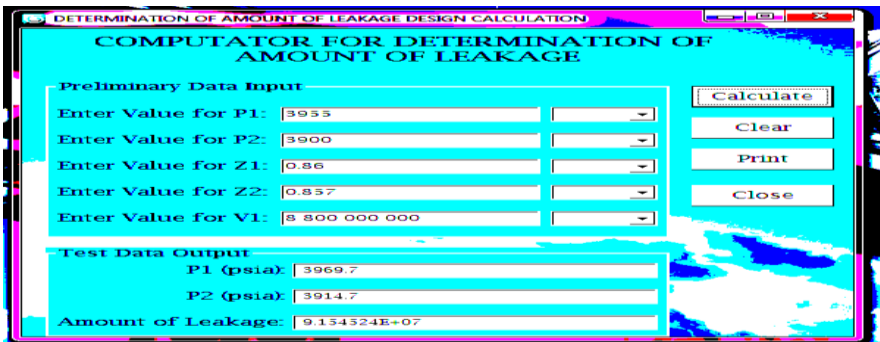 DETERMINATION OF AMOUNT OF LEAKAGE DESIGN CALCULATION
COMPUTATOR FOR DETERMINATION OF
AMOUNT OF LEAKAGE
Preliminary Data Input
Enter Value for P1: 3955
Enter Value for P2: 3900
Enter Value for Z1: 0.86
Enter Value for Z2: 0.857
Enter Value for V1: 8 800 000 000
Calculate
Clear
Print
Close
Test Data Output
P1 (psia): 3969.7
P2 (psia): 3914.7
Amount of Leakage: 9.154524E+07